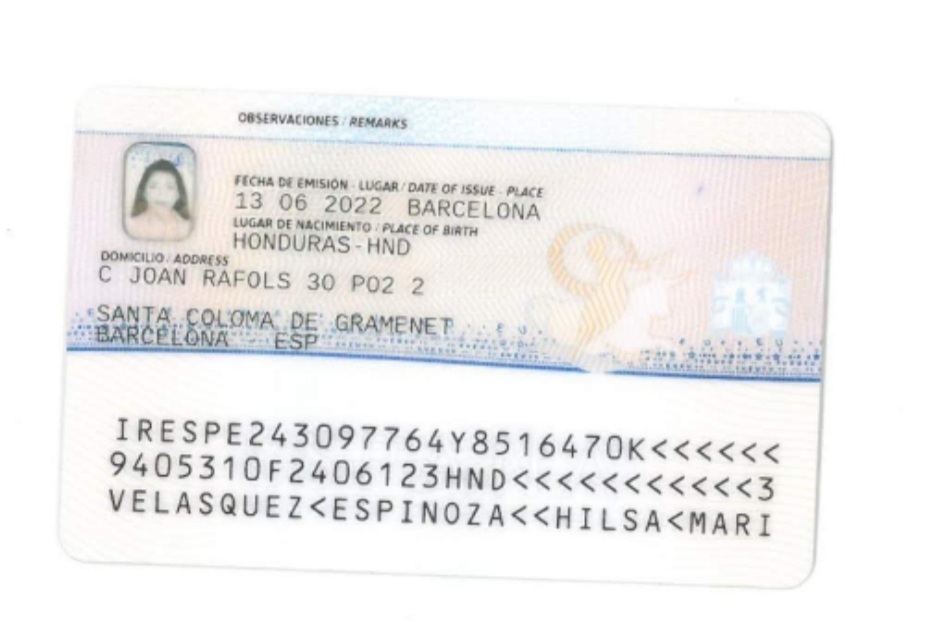 OBSERVACIONES / REMARKS
FECHA DE EMISIÓN - LUGAR / DATE OF ISSUE - PLACE
13 06 2022 BARCELONA
LUGAR DE NACIMIENTO / PLACE OF BIRTH
HONDURAS-HND
DOMICILIO / ADDRESS
C JOAN RAFOLS 30 P02 2
SANTA COLOMA DE GRAMENET
BARCELONA ESP
IRESPE243097764Y8516470K<<<<<<
9405310F2406123HND<<<<<<<<<<<3
VELASQUEZ<ESPINOZA<<HILSA<MARI